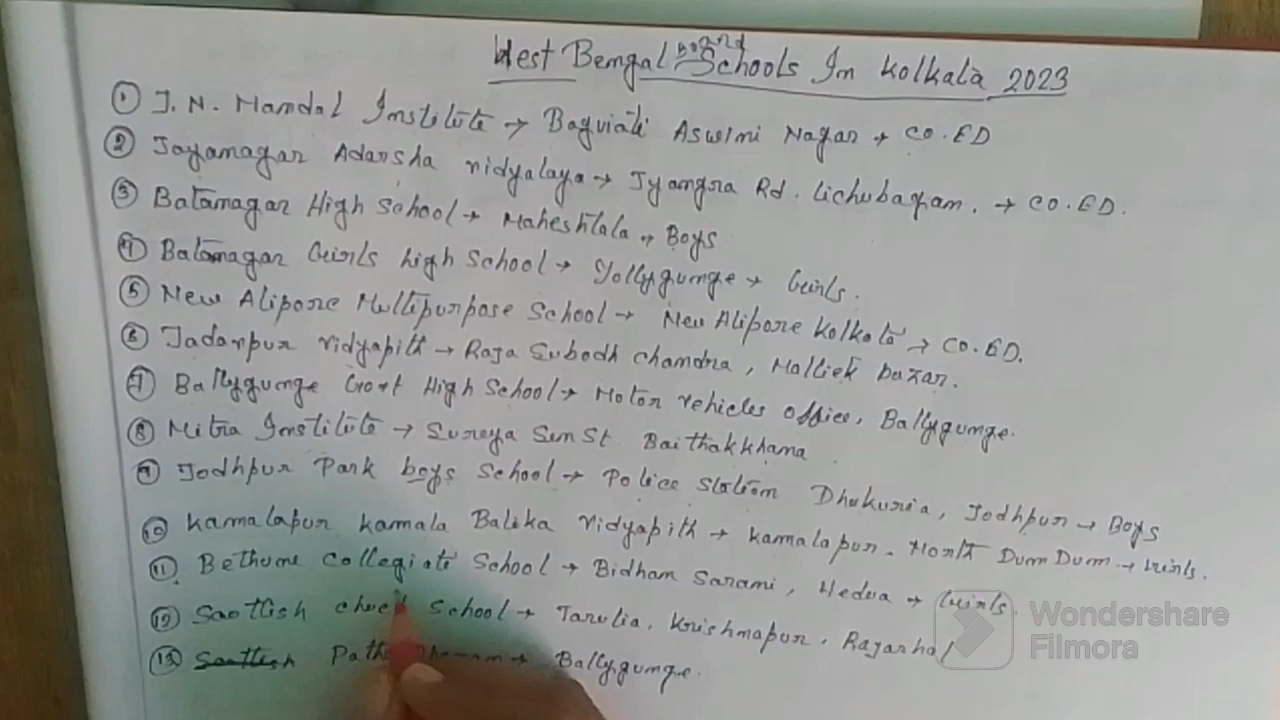 West Bengal Board Schools In Kolkata 2023
① J. N. Mandal Institute → Baguiati Aswini Nagar → CO.ED
② Jayanagar Adarsha vidyalaya → Jyangra Rd. Lichubagan. → CO.ED.
③ Batanagar High School → Maheshtala → Boys
④ Batanagar Girls high School → Tollygunge → Girls.
⑤ New Alipore Multipurpose School → New Alipore Kolkata → CO.ED.
⑥ Jadavpur vidyapith → Raja Subodh chandra, Mallick bazar.
⑦ Ballygunge Govt High School → Motor vehicles office, Ballygunge.
⑧ Mitra Institute → Sureya Sen St. Baithakkhana.
⑨ Jodhpur Park boys School → Police Station Dhakuria, Jodhpur → Boys
⑩ Kamalapur Kamala Balika vidyapith → Kamalapur. North Dum Dum → Girls.
⑪ Bethune Collegiate School → Bidhan Sarani, Hedua → Girls.
⑫ School → Tarulia, Krishnapur, Rajarhat
⑬ → Ballygunge.
Wondershare
Filmora